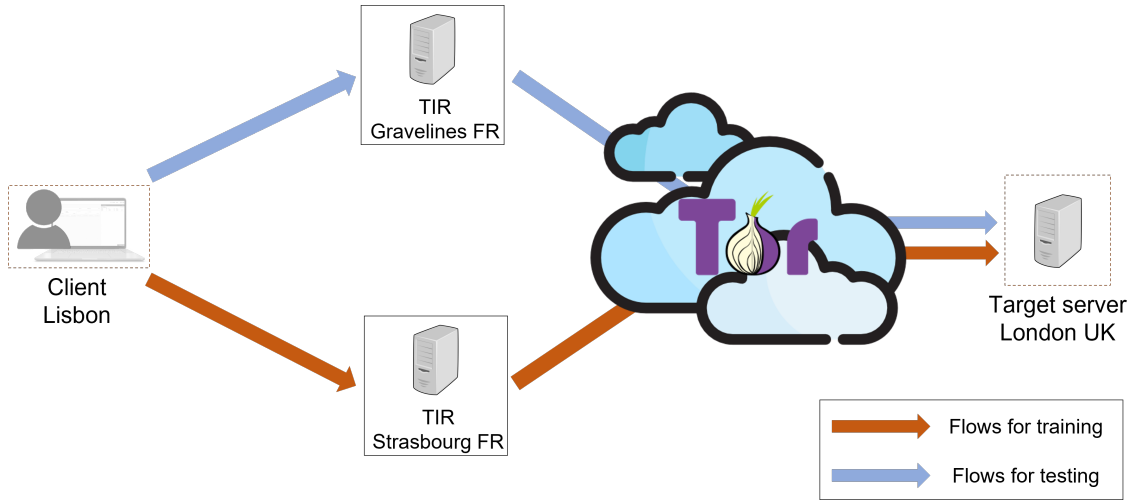 TIR
Gravelines FR
Client
Lisbon
Tor
Target server
London UK
TIR
Strasbourg FR
Flows for training
Flows for testing